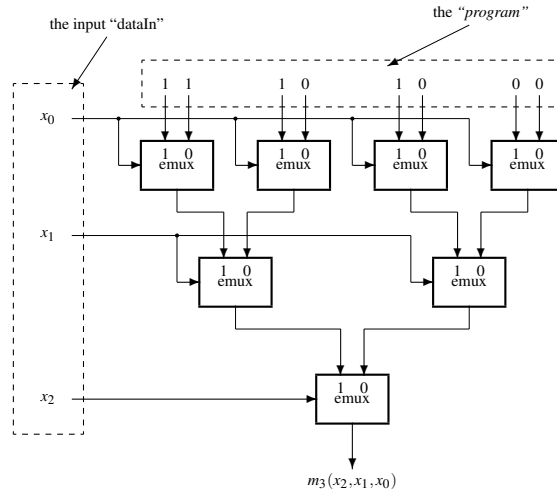 the input “dataIn”
the “program”
1 1 1 0 1 0 0 0
x0
1 0 1 0 1 0 1 0
emux emux emux emux
x1
1 0 1 0
emux emux
1 0
x2 emux
m3(x2,x1,x0)